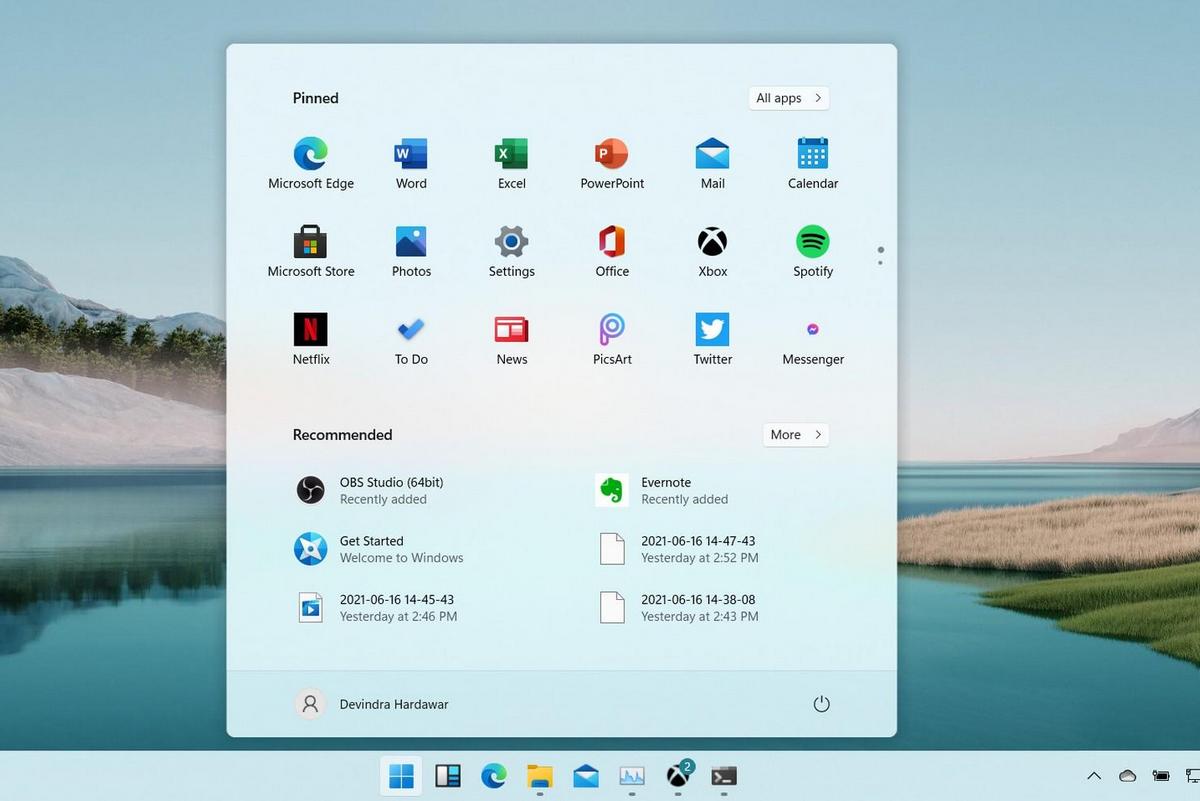 Pinned
All apps
Microsoft Edge
Word
Excel
PowerPoint
Mail
Calendar
Microsoft Store
Photos
Settings
Office
Xbox
Spotify
Netflix
To Do
News
PicsArt
Twitter
Messenger
Recommended
More
OBS Studio (64bit)
Recently added
Evernote
Recently added
Get Started
Welcome to Windows
2021-06-16 14-47-43
Yesterday at 2:52 PM
2021-06-16 14-45-43
Yesterday at 2:46 PM
2021-06-16 14-38-08
Yesterday at 2:43 PM
Devindra Hardawar
2